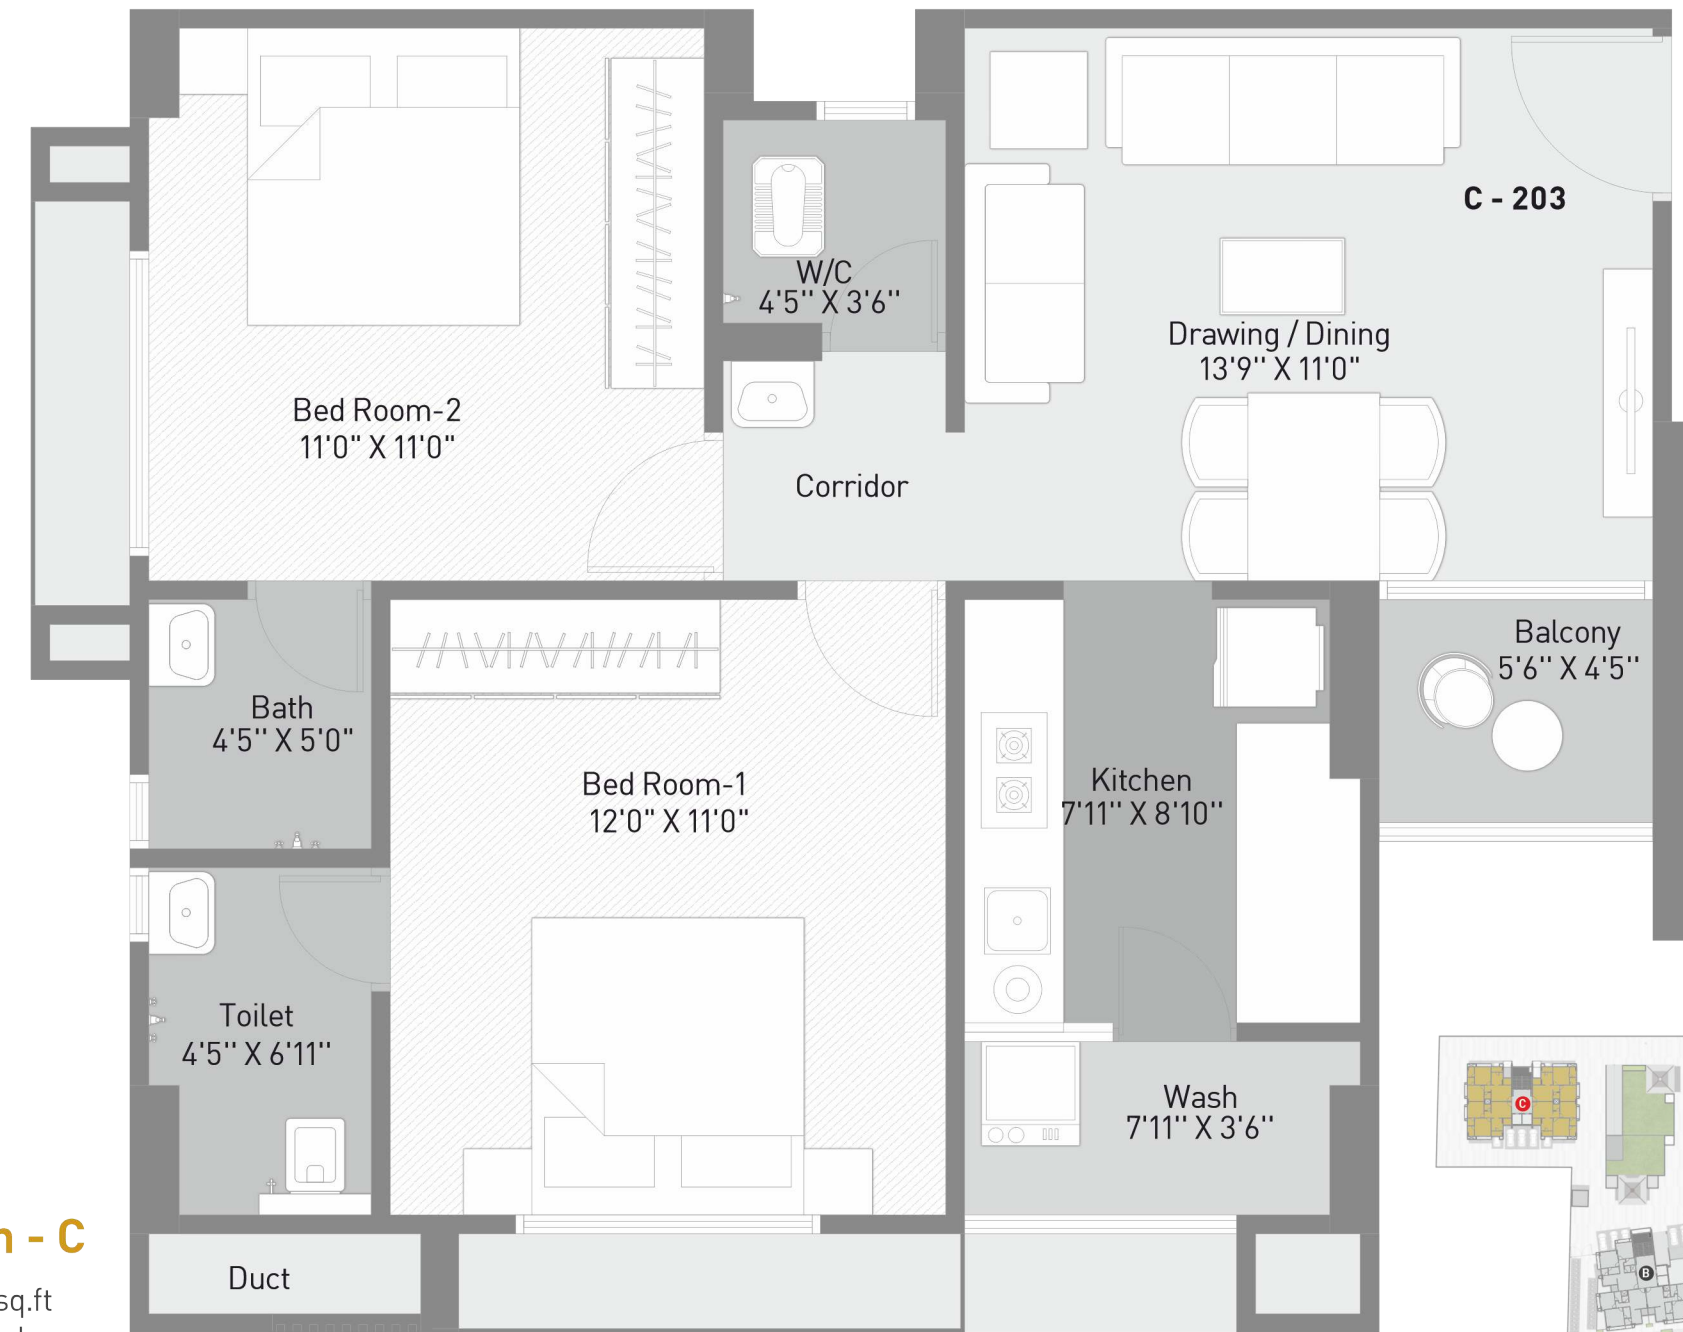 C - 203
W/C
4'5'' X 3'6''
Drawing / Dining
13'9'' X 11'0"
Bed Room-2
11'0" X 11'0"
Corridor
Balcony
5'6'' X 4'5''
Bath
4'5'' X 5'0"
Bed Room-1
12'0" X 11'0"
Kitchen
7'11'' X 8'10''
Toilet
4'5'' X 6'11''
Wash
7'11'' X 3'6''
C
- C
B
Duct
sq.ft